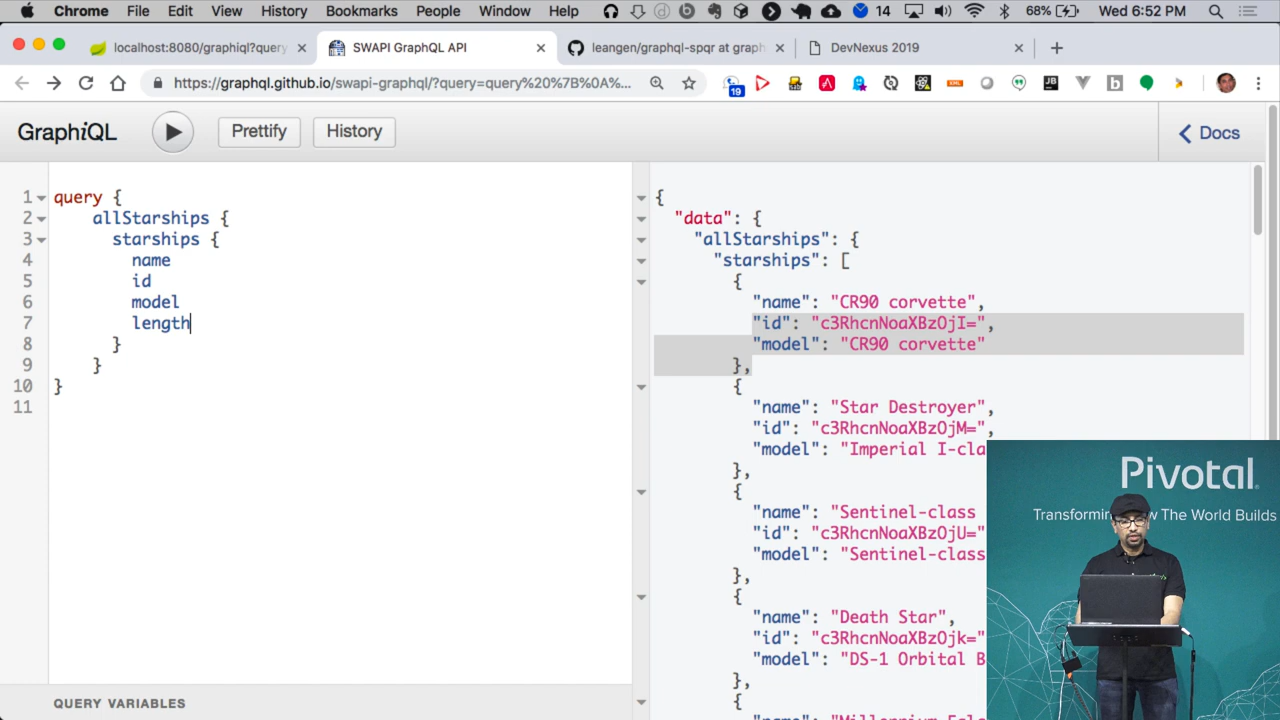 Chrome File Edit View History Bookmarks People Window Help 14 68% Wed 6:52 PM
localhost:8080/graphiql?query
SWAPI GraphQL API
leangen/graphql-spqr at graph
DevNexus 2019
https://graphql.github.io/swapi-graphql/?query=query%20%7B%0A%...
19
GraphiQL
Prettify
History
Docs
1 query {
2 allStarships {
3 starships {
4 name
5 id
6 model
7 length
8 }
9 }
10 }
11
QUERY VARIABLES
{
"data": {
"allStarships": {
"starships": [
{
"name": "CR90 corvette",
"id": "c3RhcnNoaXBzOjI=",
"model": "CR90 corvette"
},
{
"name": "Star Destroyer",
"id": "c3RhcnNoaXBzOjM=",
"model": "Imperial I-cla
},
{
"name": "Sentinel-class
"id": "c3RhcnNoaXBzOjU="
"model": "Sentinel-class
},
{
"name": "Death Star",
"id": "c3RhcnNoaXBzOjk="
"model": "DS-1 Orbital B
},
{
Pivotal
Transforming How The World Builds